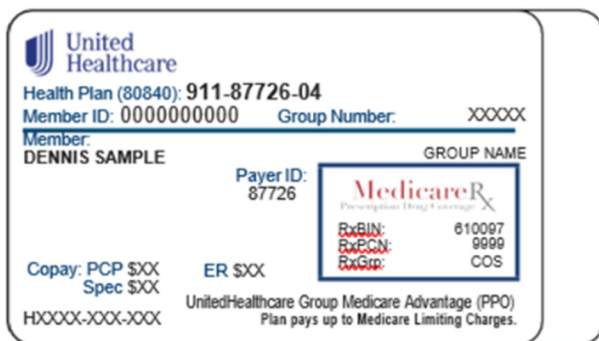 United
Healthcare
Health Plan (80840): 911-87726-04
Member ID: 0000000000 Group Number: XXXXX
Member:
DENNIS SAMPLE GROUP NAME
Payer ID:
87726
MedicareRx
Prescription Drug Coverage
RxBIN: 610097
RxPCN: 9999
RxGrp: COS
Copay: PCP $XX ER $XX
Spec $XX
UnitedHealthcare Group Medicare Advantage (PPO)
HXXXX-XXX-XXX Plan pays up to Medicare Limiting Charges.